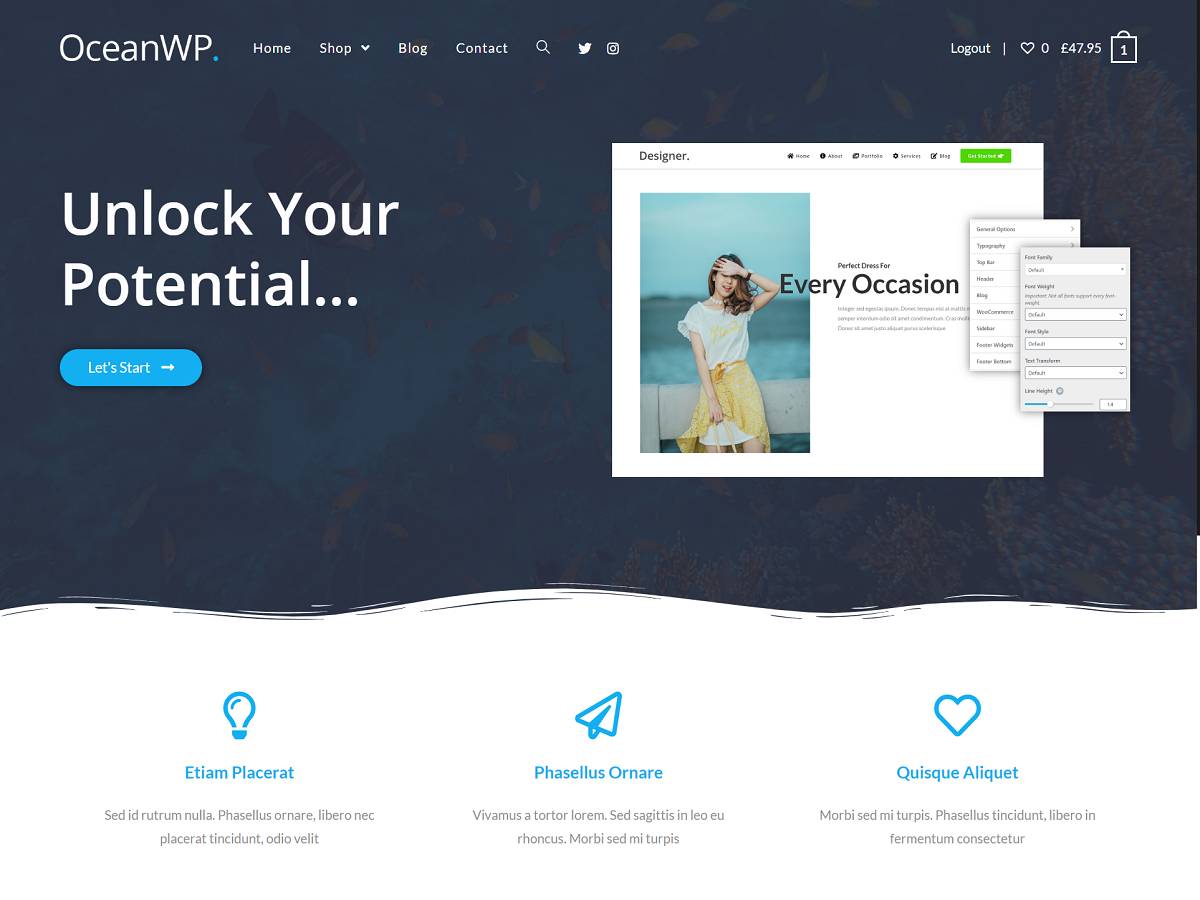 OceanWP.
Home Shop Blog Contact
Logout | 0 £47.95 1
Unlock Your
Potential...
Let's Start
Designer.
Home About Portfolio Services Blog Get Started
Perfect Dress For
Every Occasion
Integer sed egestas ipsum. Donec tempus nisi at mattis
semper interdum odio sit amet condimentum. Cras
Donec sit amet justo aliquet purus scelerisque
General Options
Typography
Top Bar
Header
Blog
WooCommerce
Sidebar
Footer Widgets
Footer Bottom
Font Family
Default
Font Weight
Important: Not all fonts support every font-
weight.
Default
Font Style
Default
Text Transform
Default
Line Height
1.4
Etiam Placerat
Sed id rutrum nulla. Phasellus ornare, libero nec
placerat tincidunt, odio velit
Phasellus Ornare
Vivamus a tortor lorem. Sed sagittis in leo eu
rhoncus. Morbi sed mi turpis
Quisque Aliquet
Morbi sed mi turpis. Phasellus tincidunt, libero in
fermentum consectetur